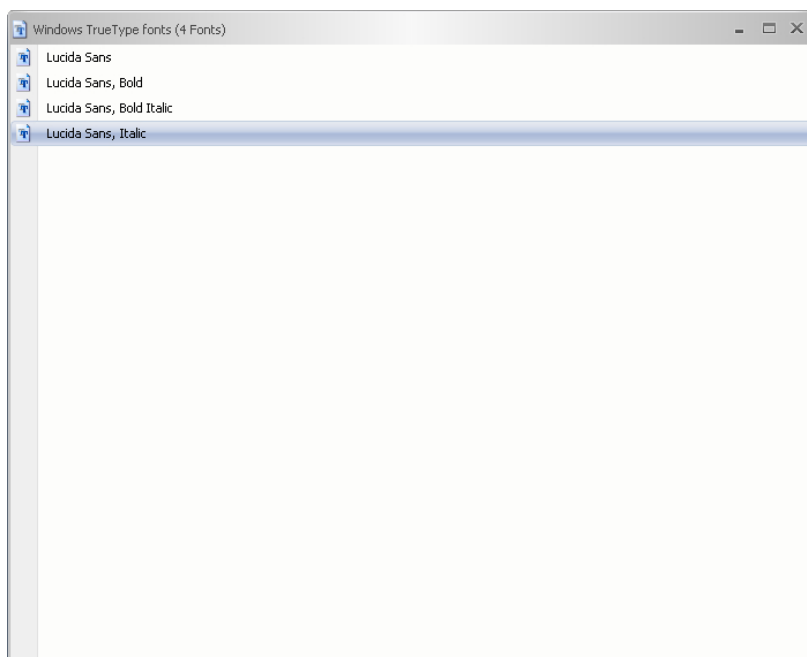 Windows TrueType fonts (4 Fonts)
Lucida Sans
Lucida Sans, Bold
Lucida Sans, Bold Italic
Lucida Sans, Italic